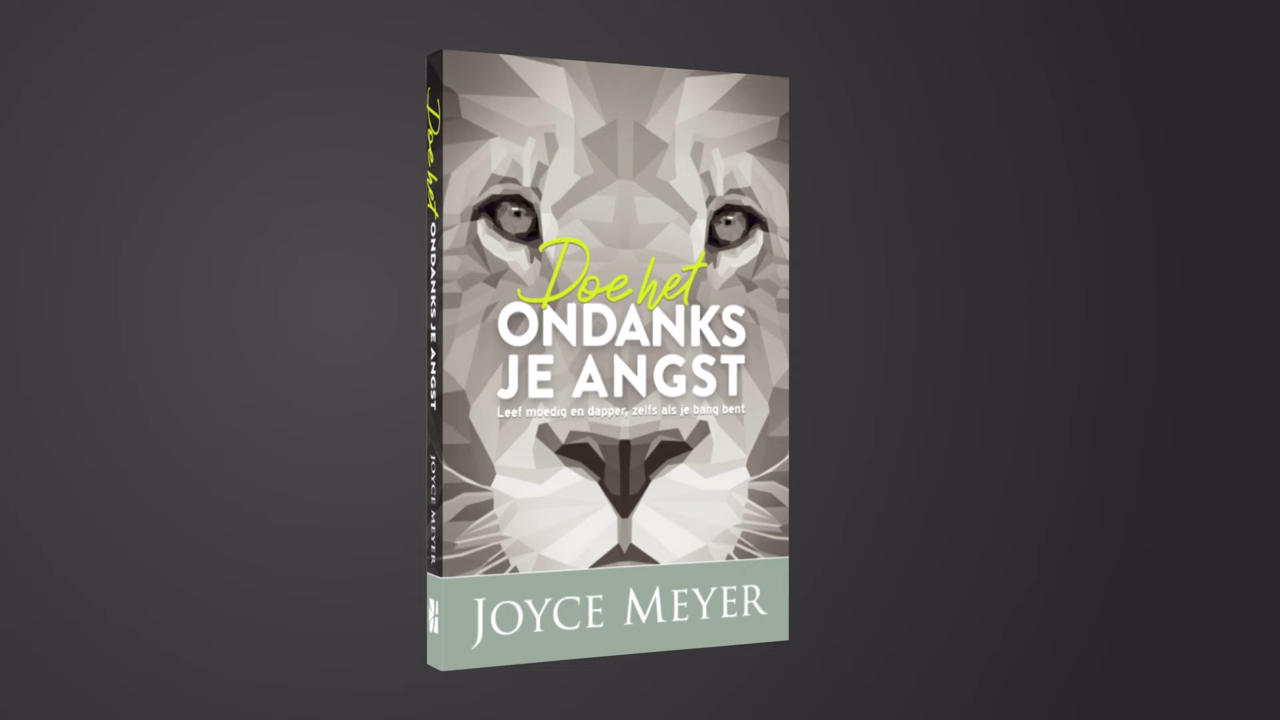 Doe het
ONDANKS
JE ANGST
Leef moedig en dapper, zelfs als je bang bent
JOYCE MEYER
Doe het ONDANKS JE ANGST
JOYCE MEYER